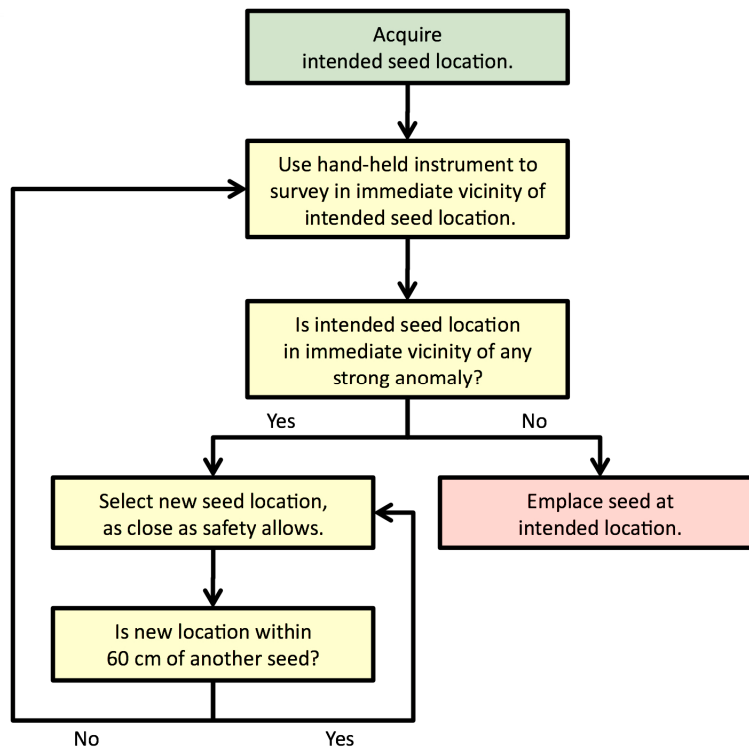 Acquire
intended seed location.
Use hand-held instrument to
survey in immediate vicinity of
intended seed location.
Is intended seed location
in immediate vicinity of any
strong anomaly?
Yes
No
Select new seed location,
as close as safety allows.
Emplace seed at
intended location.
Is new location within
60 cm of another seed?
No
Yes